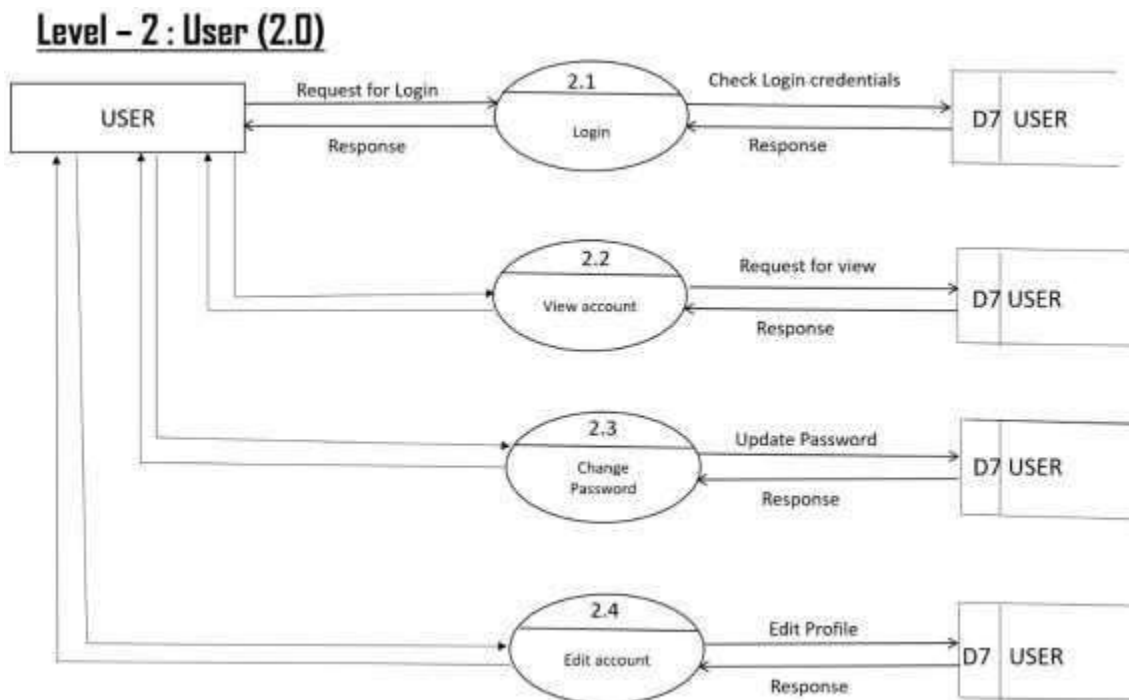 Level – 2 : User (2.0)
USER
Request for Login
Response
2.1
Login
Check Login credentials
Response
D7 USER
2.2
View account
Request for view
Response
D7 USER
2.3
Change
Password
Update Password
Response
D7 USER
2.4
Edit account
Edit Profile
Response
D7 USER